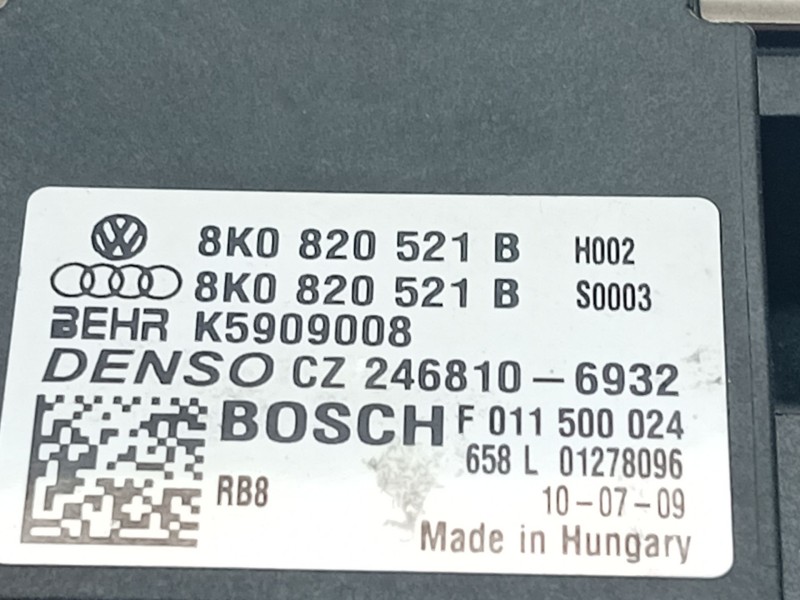 8K0 820 521 B H002
8K0 820 521 B S0003
BEHR K5909008
DENSO CZ 246810-6932
BOSCH F 011 500 024
658 L 01278096
RB8 10-07-09
Made in Hungary